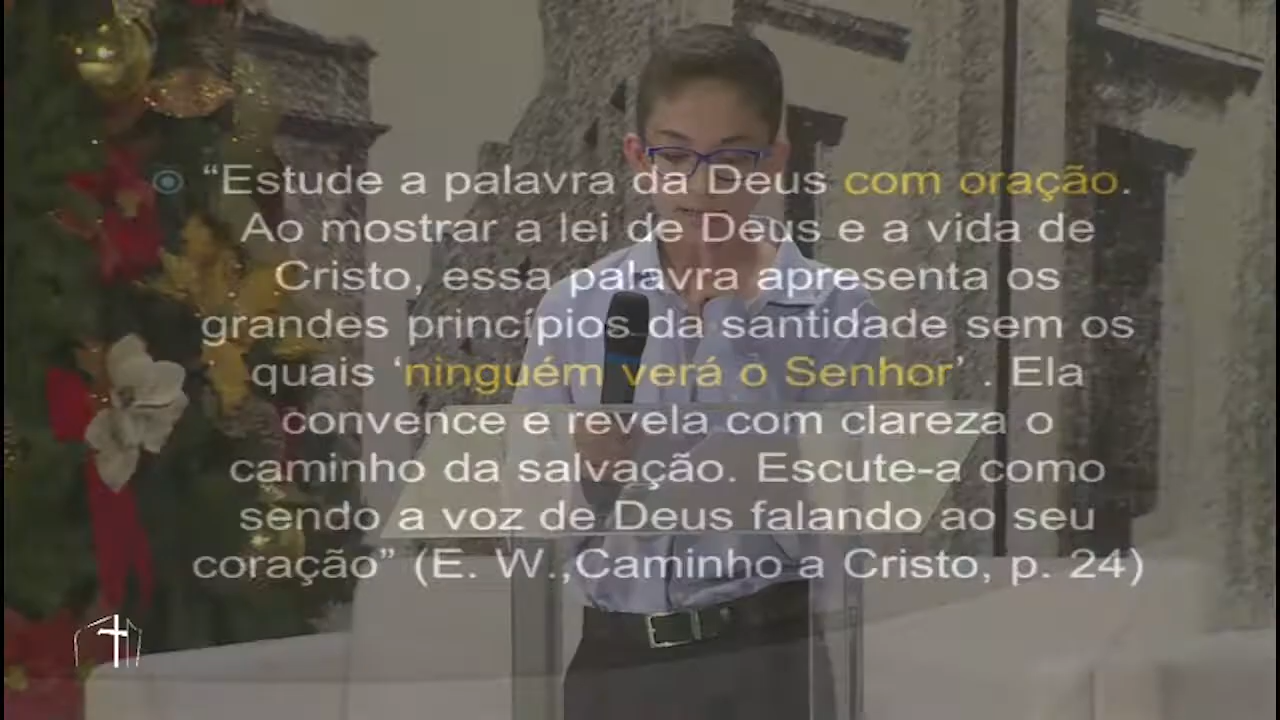 “Estude a palavra da Deus com oração.
Ao mostrar a lei de Deus e a vida de
Cristo, essa palavra apresenta os
grandes princípios da santidade sem os
quais ‘ninguém verá o Senhor’ . Ela
convence e revela com clareza o
caminho da salvação. Escute-a como
sendo a voz de Deus falando ao seu
coração” (E. W.,Caminho a Cristo, p. 24)